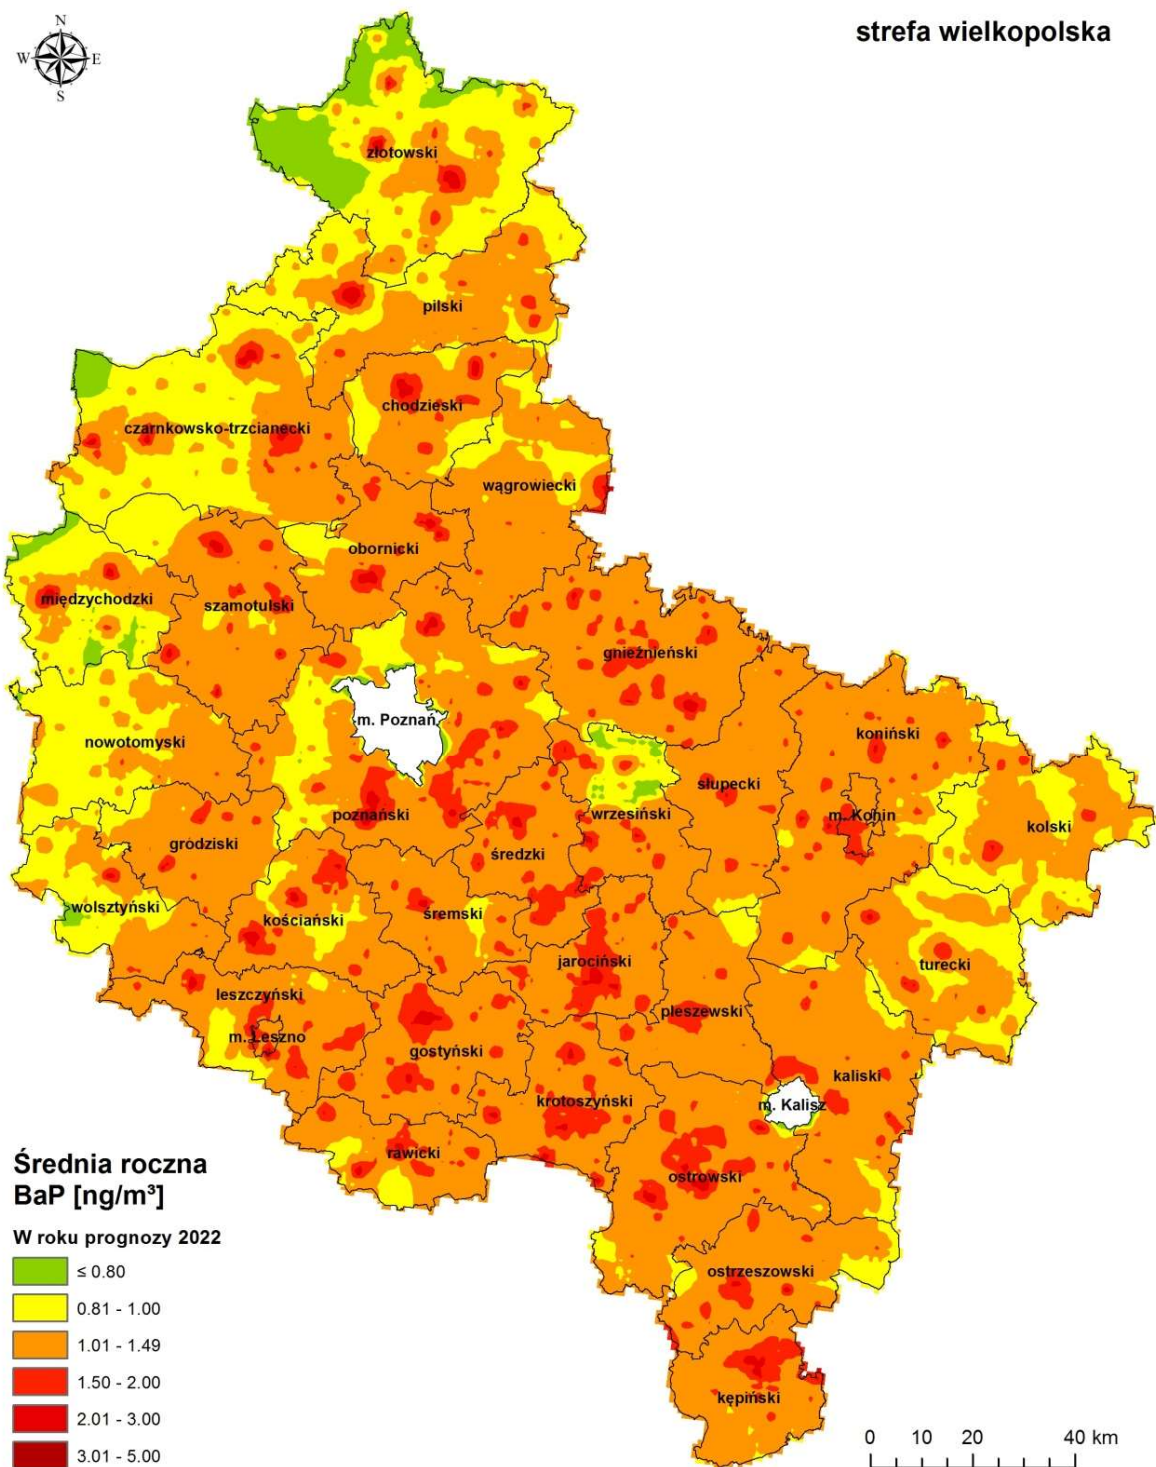 strefa wielkopolska
N
W E
S
złotowski
pilski
chodzieski
czarnkowsko-trzcianecki
wągrowiecki
obornicki
międzychodzki
szamotulski
gnieźnieński
m. Poznań
nowotomyski
koniński
słupecki
poznański
wrzesiński
m. Konin
kolski
grodziski
średzki
wolsztyński
kościański
śremski
jarociński
turecki
leszczyński
pleszewski
m. Leszno
gostyński
kaliski
krotoszyński
m. Kalisz
rawicki
ostrowski
ostrzeszowski
kępiński
Średnia roczna
BaP [ng/m³]
W roku prognozy 2022
≤ 0.80
0.81 - 1.00
1.01 - 1.49
1.50 - 2.00
2.01 - 3.00
3.01 - 5.00
0 10 20 40 km